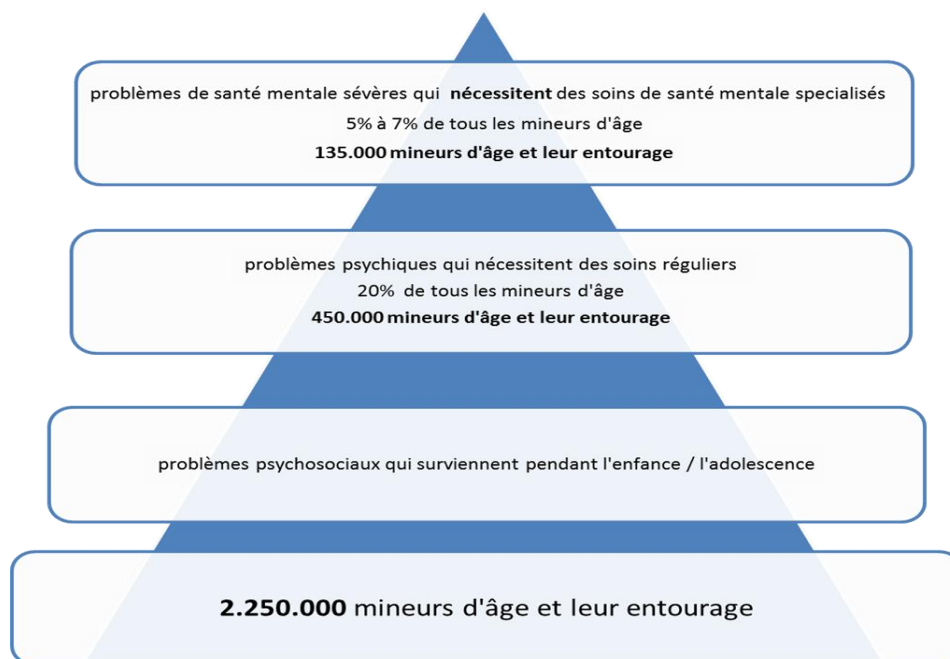 problèmes de santé mentale sévères qui nécessitent des soins de santé mentale specialisés
5% à 7% de tous les mineurs d'âge
135.000 mineurs d'âge et leur entourage
problèmes psychiques qui nécessitent des soins réguliers
20% de tous les mineurs d'âge
450.000 mineurs d'âge et leur entourage
problèmes psychosociaux qui surviennent pendant l'enfance / l'adolescence
2.250.000 mineurs d'âge et leur entourage